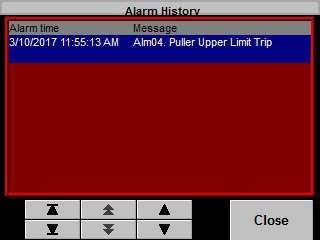 Alarm History
Alarm time Message
3/10/2017 11:55:13 AM Alm04. Puller Upper Limit Trip
Close